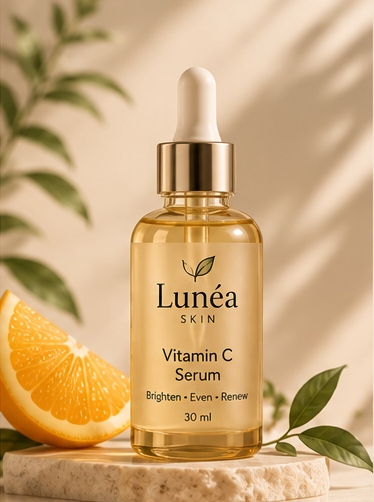 Lunéa
SKIN
Vitamin C
Serum
Brighten • Even • Renew
30 ml